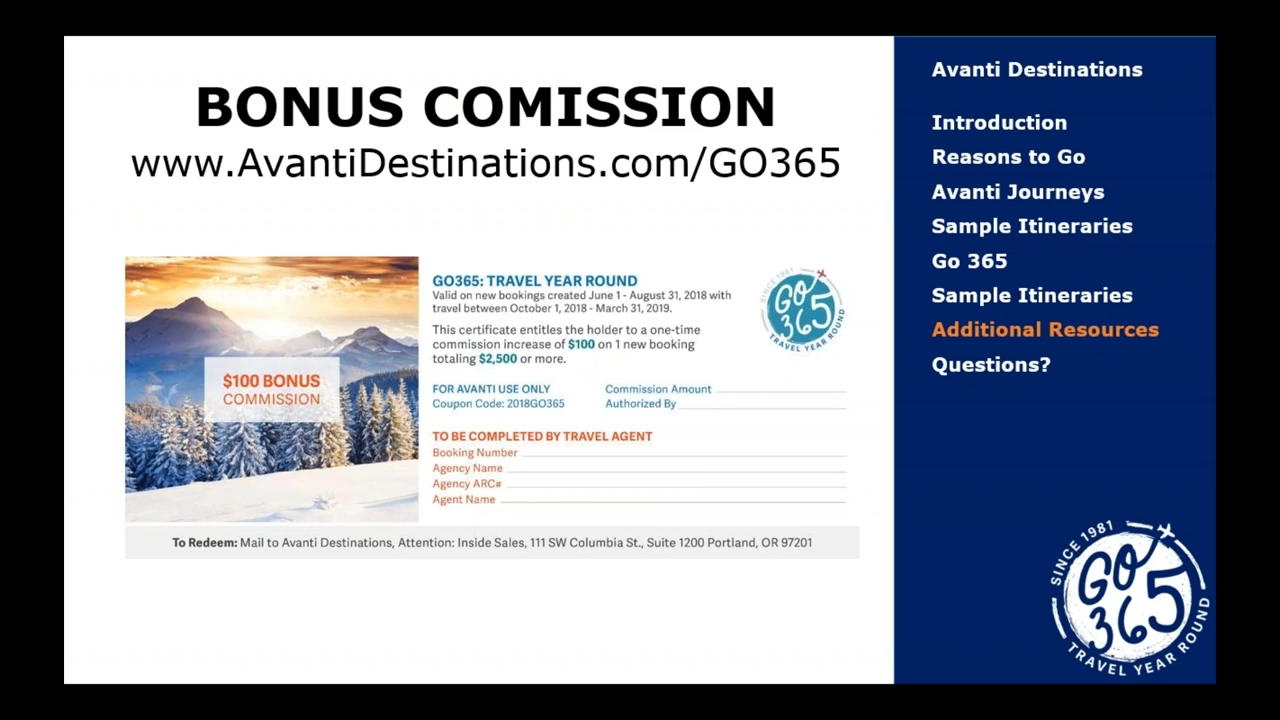 BONUS COMISSION
www.AvantiDestinations.com/GO365
$100 BONUS
COMMISSION
GO365: TRAVEL YEAR ROUND
Valid on new bookings created June 1 - August 31, 2018 with
travel between October 1, 2018 - March 31, 2019.
This certificate entitles the holder to a one-time
commission increase of $100 on 1 new booking
totaling $2,500 or more.
SINCE 1981
GO
365
TRAVEL YEAR ROUND
FOR AVANTI USE ONLY
Coupon Code: 2018GO365
Commission Amount
Authorized By
TO BE COMPLETED BY TRAVEL AGENT
Booking Number
Agency Name
Agency ARC#
Agent Name
To Redeem: Mail to Avanti Destinations, Attention: Inside Sales, 111 SW Columbia St., Suite 1200 Portland, OR 97201
Avanti Destinations
Introduction
Reasons to Go
Avanti Journeys
Sample Itineraries
Go 365
Sample Itineraries
Additional Resources
Questions?
SINCE 1981
GO
365
TRAVEL YEAR ROUND